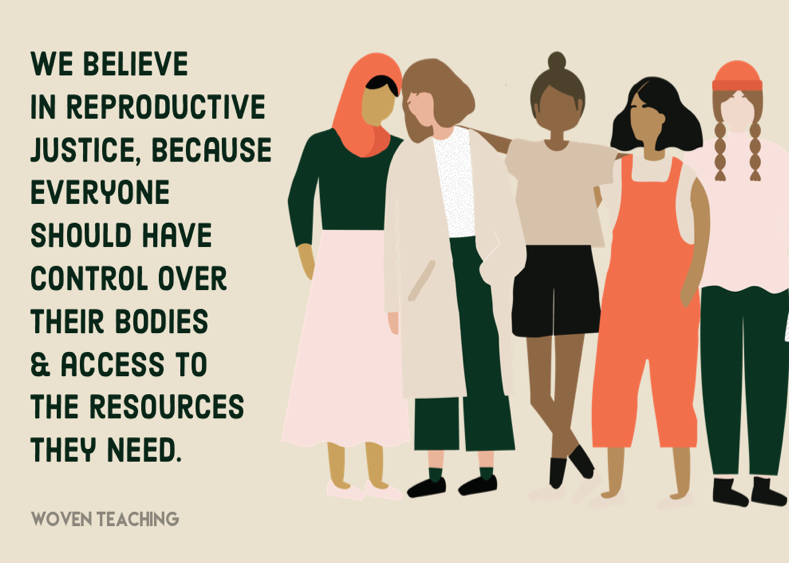 WE BELIEVE
IN REPRODUCTIVE
JUSTICE, BECAUSE
EVERYONE
SHOULD HAVE
CONTROL OVER
THEIR BODIES
& ACCESS TO
THE RESOURCES
THEY NEED.
WOVEN TEACHING